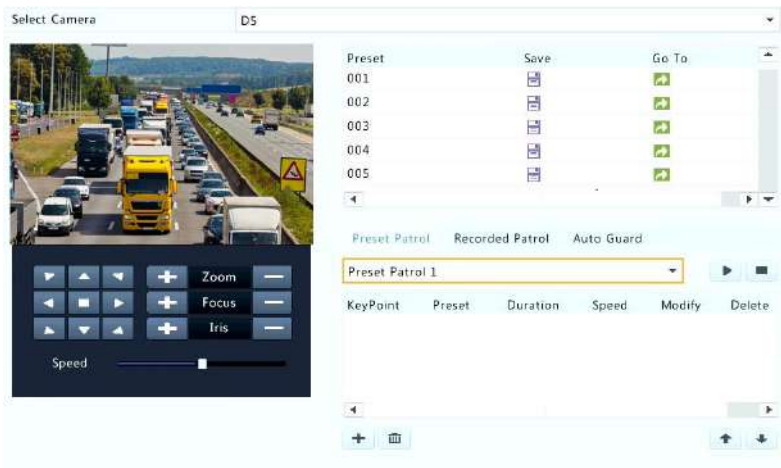 Select Camera D5
Preset Save Go To
001
002
003
004
005
Preset Patrol Recorded Patrol Auto Guard
Preset Patrol 1
KeyPoint Preset Duration Speed Modify Delete
Zoom
Focus
Iris
Speed